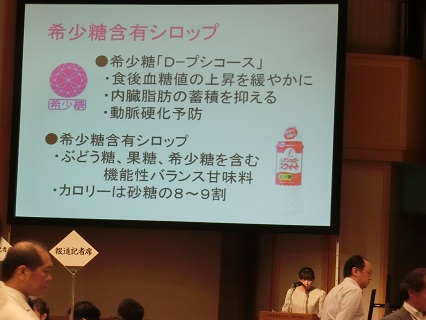 希少糖含有シロップ
●希少糖「D-プシコース」
・食後血糖値の上昇を緩やかに
・内臓脂肪の蓄積を抑える
・動脈硬化予防
希少糖
●希少糖含有シロップ
・ぶどう糖、果糖、希少糖を含む
機能性バランス甘味料
・カロリーは砂糖の8～9割
報道記者席